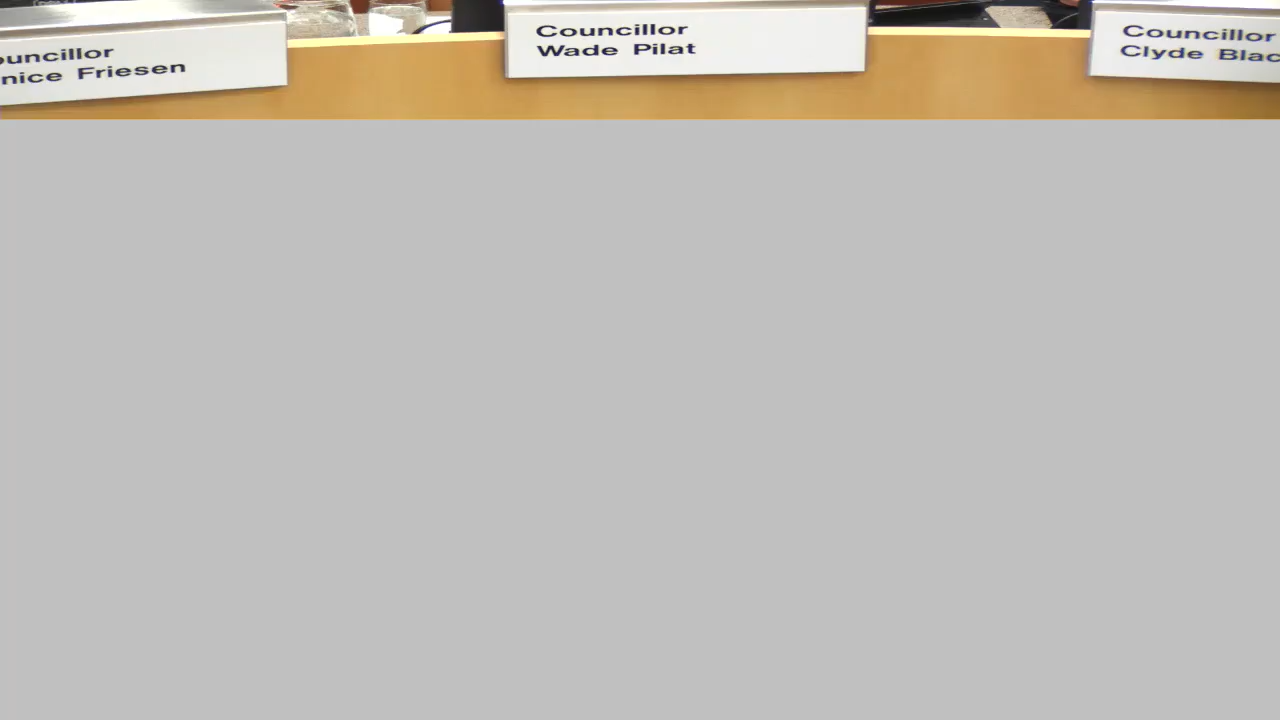 ouncillor
nice Friesen
Councillor
Wade Pilat
Councillor
Clyde Blac